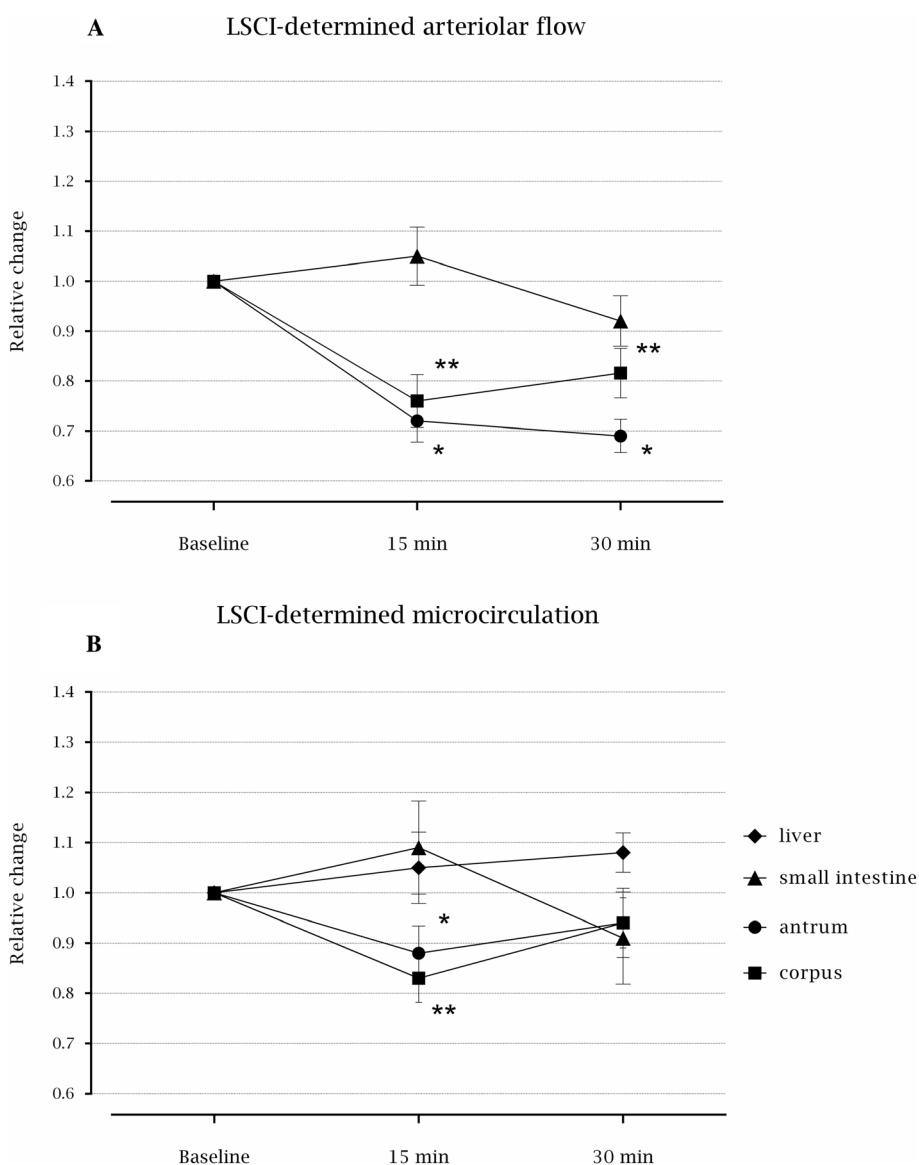 A LSCI-determined arteriolar flow
1.4
1.3
1.2
1.1
1.0
0.9
0.8
0.7
0.6
Relative change
**
**
*
*
Baseline 15 min 30 min
LSCI-determined microcirculation
B
1.4
1.3
1.2
1.1
1.0
0.9
0.8
0.7
0.6
Relative change
*
**
liver
small intestine
antrum
corpus
Baseline 15 min 30 min